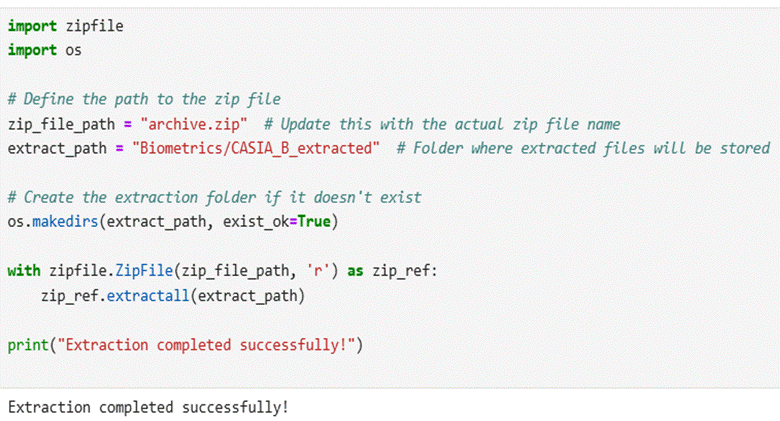 import zipfile
import os
# Define the path to the zip file
zip_file_path = "archive.zip"  # Update this with the actual zip file name
extract_path = "Biometrics/CASIA_B_extracted"  # Folder where extracted files will be stored
# Create the extraction folder if it doesn't exist
os.makedirs(extract_path, exist_ok=True)
with zipfile.ZipFile(zip_file_path, 'r') as zip_ref:
    zip_ref.extractall(extract_path)
print("Extraction completed successfully!")
Extraction completed successfully!